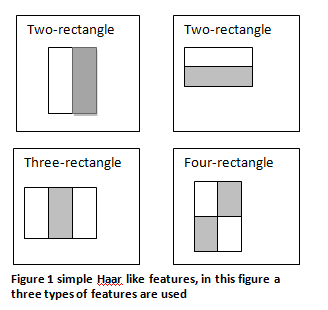 Two-rectangle
Two-rectangle
Three-rectangle
Four-rectangle
Figure 1 simple Haar like features, in this figure a
three types of features are used